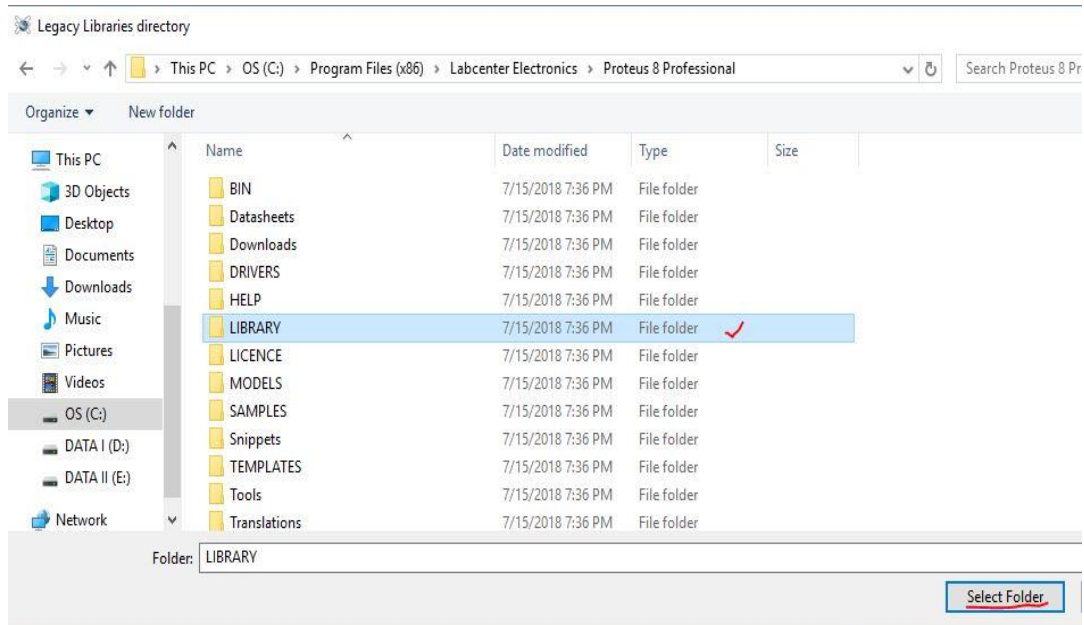 Legacy Libraries directory
This PC > OS (C:) > Program Files (x86) > Labcenter Electronics > Proteus 8 Professional
Search Proteus 8 Pr
Organize New folder
This PC
3D Objects
Desktop
Documents
Downloads
Music
Pictures
Videos
OS (C:)
DATA I (D:)
DATA II (E:)
Network
Name Date modified Type Size
BIN 7/15/2018 7:36 PM File folder
Datasheets 7/15/2018 7:36 PM File folder
Downloads 7/15/2018 7:36 PM File folder
DRIVERS 7/15/2018 7:36 PM File folder
HELP 7/15/2018 7:36 PM File folder
LIBRARY 7/15/2018 7:36 PM File folder
LICENCE 7/15/2018 7:36 PM File folder
MODELS 7/15/2018 7:36 PM File folder
SAMPLES 7/15/2018 7:36 PM File folder
Snippets 7/15/2018 7:36 PM File folder
TEMPLATES 7/15/2018 7:36 PM File folder
Tools 7/15/2018 7:36 PM File folder
Translations 7/15/2018 7:36 PM File folder
Folder: LIBRARY
Select Folder